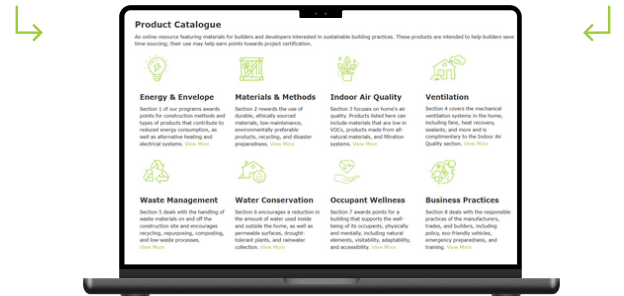 Product Catalogue
An online resource featuring materials for builders and developers interested in sustainable building practices. These products are intended to help builders save
time sourcing; their use may help earn points towards project certification.
Energy & Envelope
Section 1 of our programs awards
points for construction methods and
types of products that contribute to
reduced energy consumption, as
well as alternative heating and
electrical systems. View More
Materials & Methods
Section 2 rewards the use of
durable, ethically sourced
materials, low-maintenance,
environmentally preferable
products, recycling, and disaster
preparedness. View More
Indoor Air Quality
Section 3 focuses on home's air
quality. Products listed here can
include materials that are low in
VOCs, products made from all-
natural materials, and filtration
systems. View More
Ventilation
Section 4 covers the mechanical
ventilation systems in the home,
including fans, heat recovery,
sealants, and more and is
complimentary to the Indoor Air
Quality section. View More
Waste Management
Section 5 deals with the handling of
waste materials on and off the
construction site and encourages
recycling, repurposing, composting,
and low-waste processes.
View More
Water Conservation
Section 6 encourages a reduction in
the amount of water used inside
and outside the home, as well as
permeable surfaces, drought-
tolerant plants, and rainwater
collection. View More
Occupant Wellness
Section 7 awards points for a
building that supports the well-
being of its occupants, physically
and mentally, including natural
elements, visitability, adaptability,
and accessibility. View More
Business Practices
Section 8 deals with the responsible
practices of the manufacturers,
trades, and builders, including
policy, eco-friendly vehicles,
emergency preparedness, and
training. View More